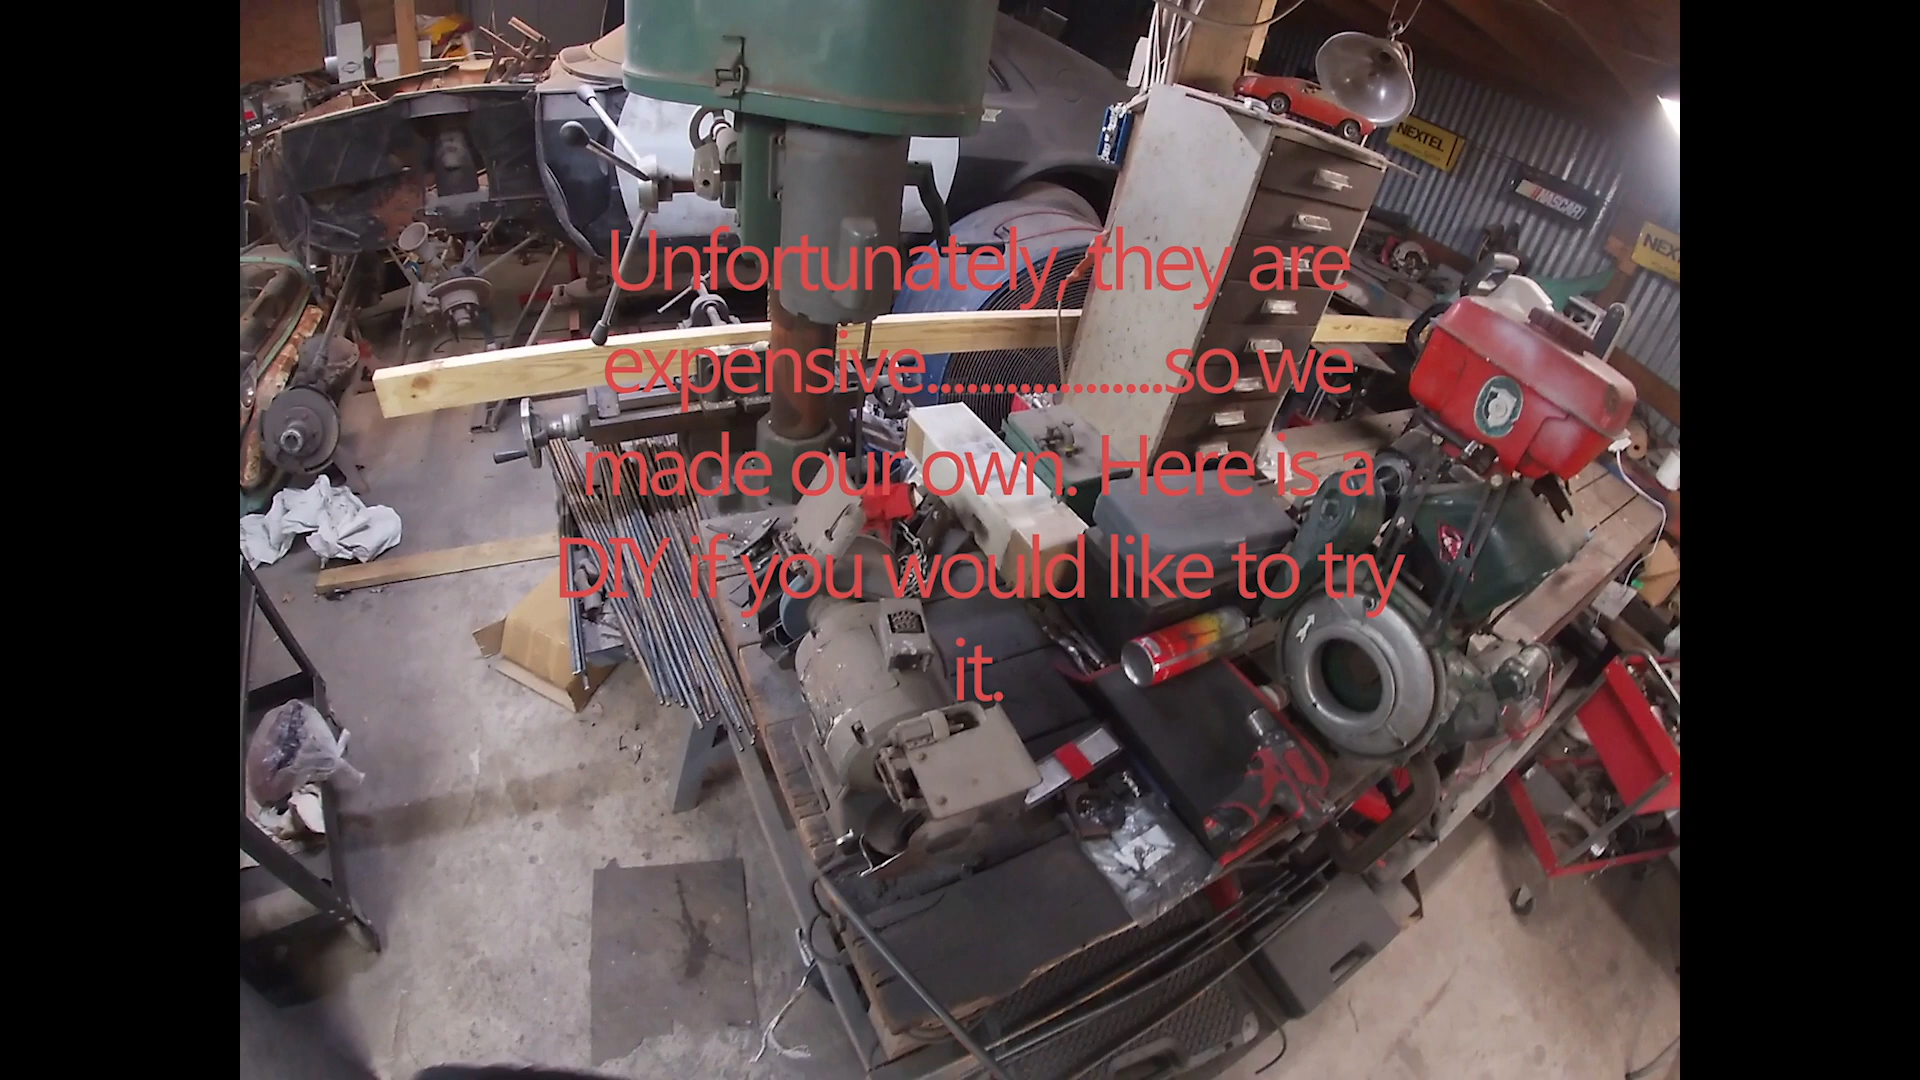 NEXTEL
NASCAR
NEX
Unfortunately, they are
expensive..................so we
made our own. Here is a
DIY if you would like to try
it.